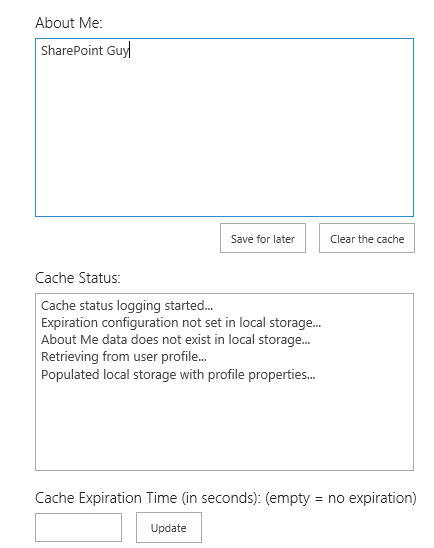 About Me:
SharePoint Guy
Save for later
Clear the cache
Cache Status:
Cache status logging started...
Expiration configuration not set in local storage...
About Me data does not exist in local storage...
Retrieving from user profile...
Populated local storage with profile properties...
Cache Expiration Time (in seconds): (empty = no expiration)
Update